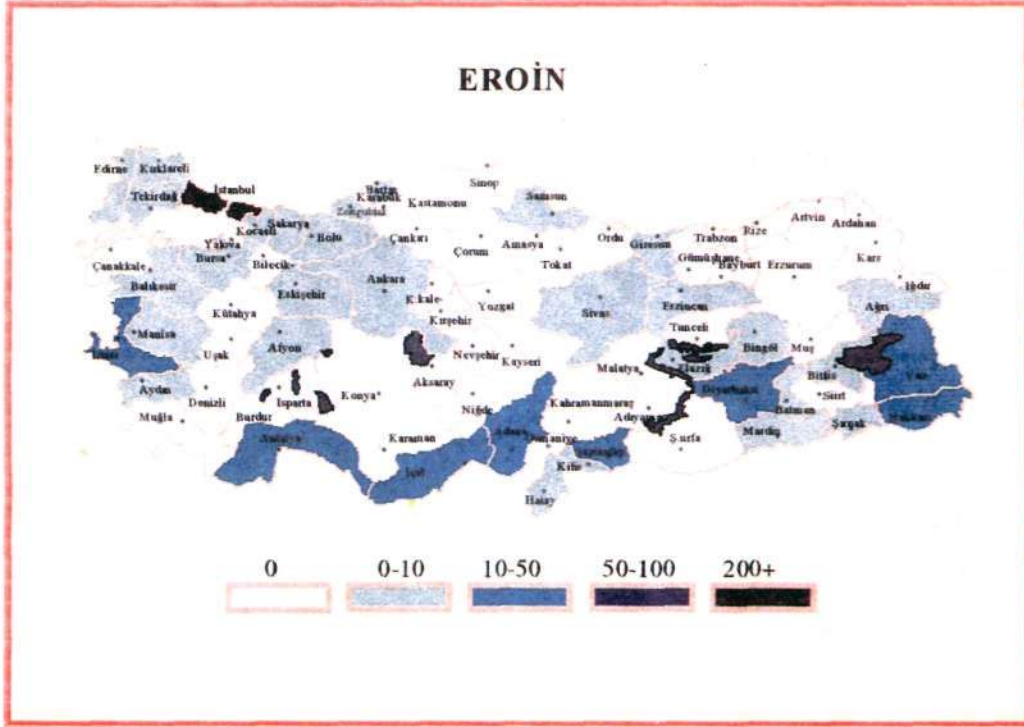 EROİN
Sinop
Edirne
Kırklareli
İstanbul
Tekirdağ
Bartın
Karabük
Zonguldak
Kastamonu
Samsun
Artvin
Ardahan
Sakarya
Kocaeli
Bolu
Çankırı
Çorum
Amasya
Ordu
Giresun
Trabzon
Rize
Yalova
Bursa
Bilecik
Tokat
Gümüşhane
Bayburt
Erzurum
Kars
Çanakkale
Balıkesir
Eskişehir
Ankara
K.kale
Yozgat
Sivas
Erzincan
Ağrı
Iğdır
Kütahya
Kırşehir
Tunceli
Manisa
Afyon
Uşak
Nevşehir
Kayseri
Bingöl
Muş
İzmir
Aksaray
Malatya
Elazığ
Bitlis
Van
Aydın
Denizli
Isparta
Konya
Niğde
Kahramanmaraş
Adıyaman
Diyarbakır
Batman
Siirt
Muğla
Burdur
Antalya
Karaman
Adana
Osmaniye
Gaziantep
Ş.urfa
Mardin
Şırnak
Hakkari
İçel
Kilis
Hatay
0 0-10 10-50 50-100 200+